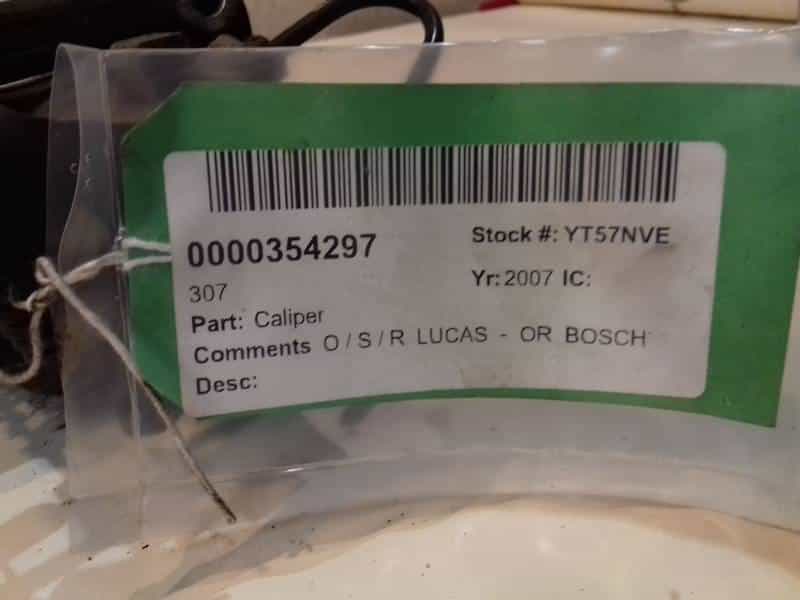 0000354297
Stock #: YT57NVE
307
Yr: 2007 IC:
Part: Caliper
Comments O / S / R LUCAS - OR BOSCH
Desc: